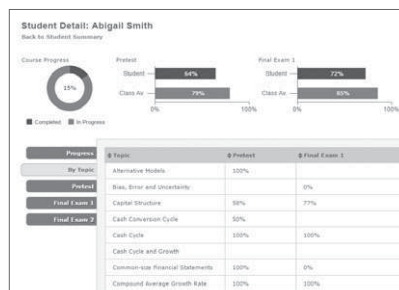 Student Detail: Abigail Smith
Back to Student Summary
Course Progress
15%
Completed In Progress
Pretest
Student 64%
Class Av 79%
0% 100%
Final Exam 1
Student 72%
Class Av 85%
0% 100%
Progress
By Topic
Pretest
Final Exam 1
Final Exam 2
Topic Pretest Final Exam 1
Alternative Models 100%
Bias, Error and Uncertainty 0%
Capital Structure 50% 77%
Cash Conversion Cycle 50%
Cash Cycle 100% 100%
Cash Cycle and Growth
Common-size Financial Statements 100% 0%
Compound Average Growth Rate 100% 100%